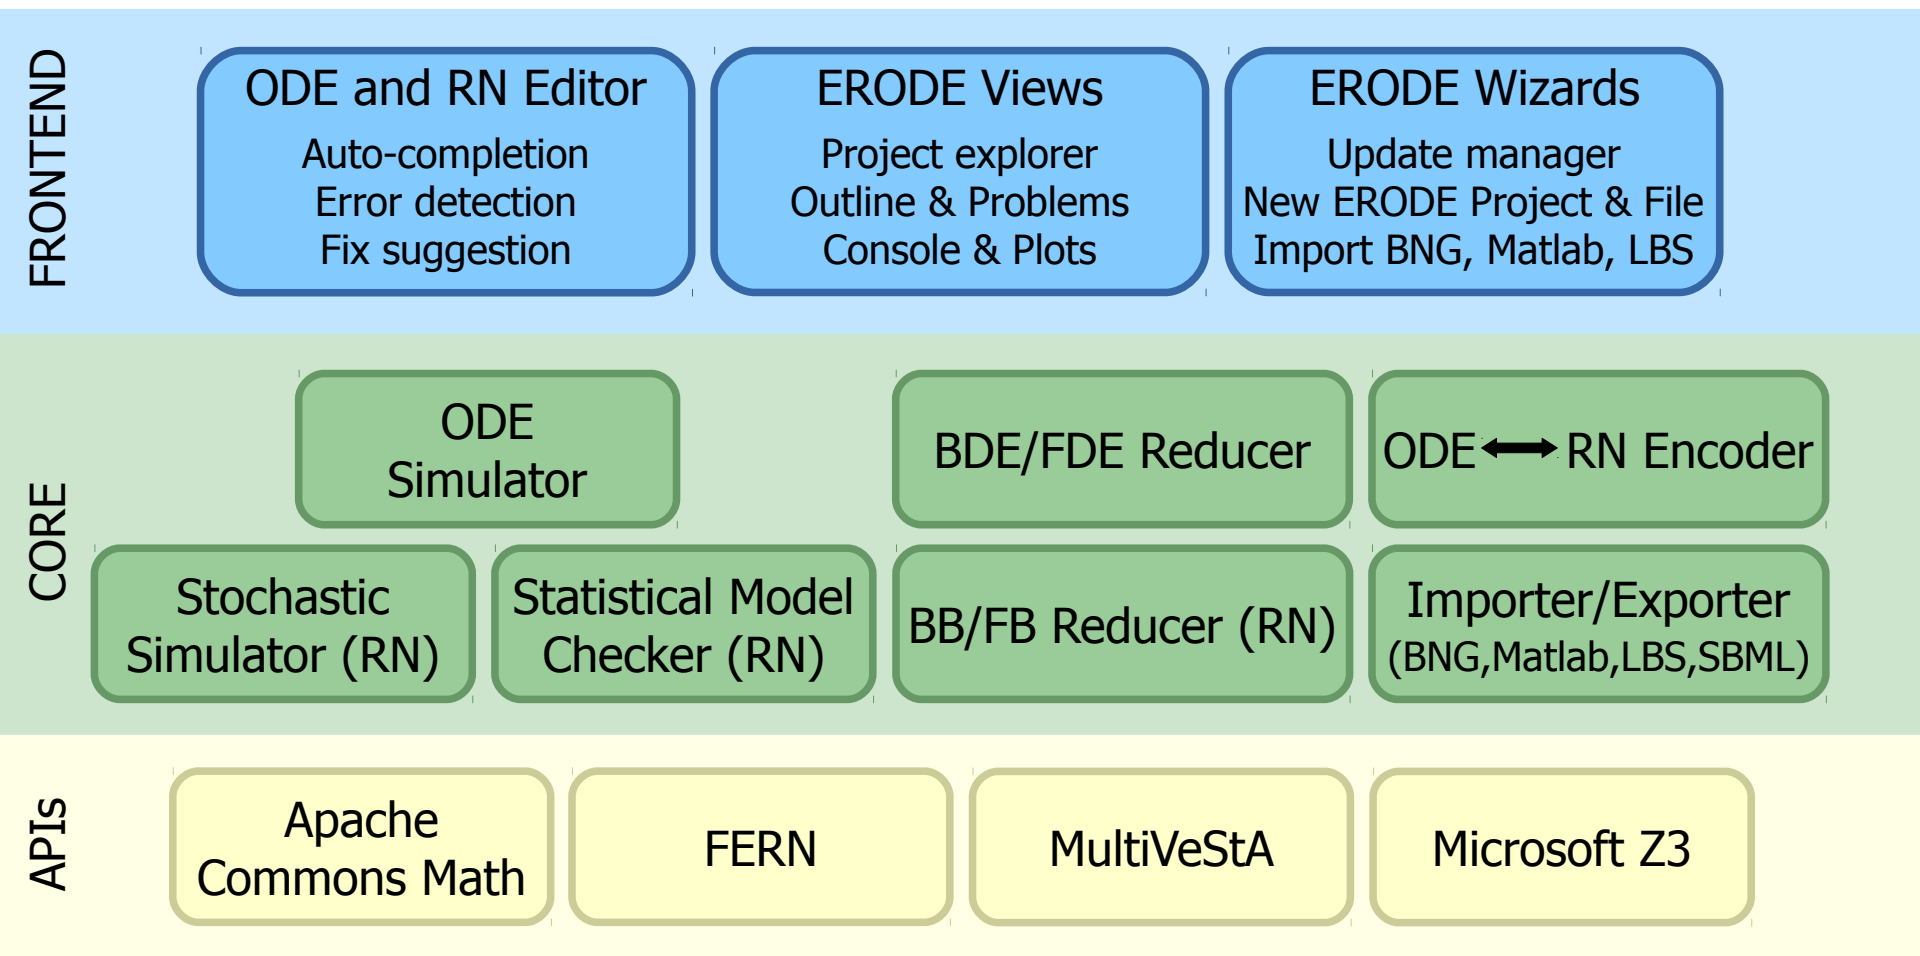 FRONTEND
ODE and RN Editor
Auto-completion
Error detection
Fix suggestion
ERODE Views
Project explorer
Outline & Problems
Console & Plots
ERODE Wizards
Update manager
New ERODE Project & File
Import BNG, Matlab, LBS
CORE
ODE
Simulator
BDE/FDE Reducer
ODE RN Encoder
Stochastic
Simulator (RN)
Statistical Model
Checker (RN)
BB/FB Reducer (RN)
Importer/Exporter
(BNG,Matlab,LBS,SBML)
APIs
Apache
Commons Math
FERN
MultiVeStA
Microsoft Z3